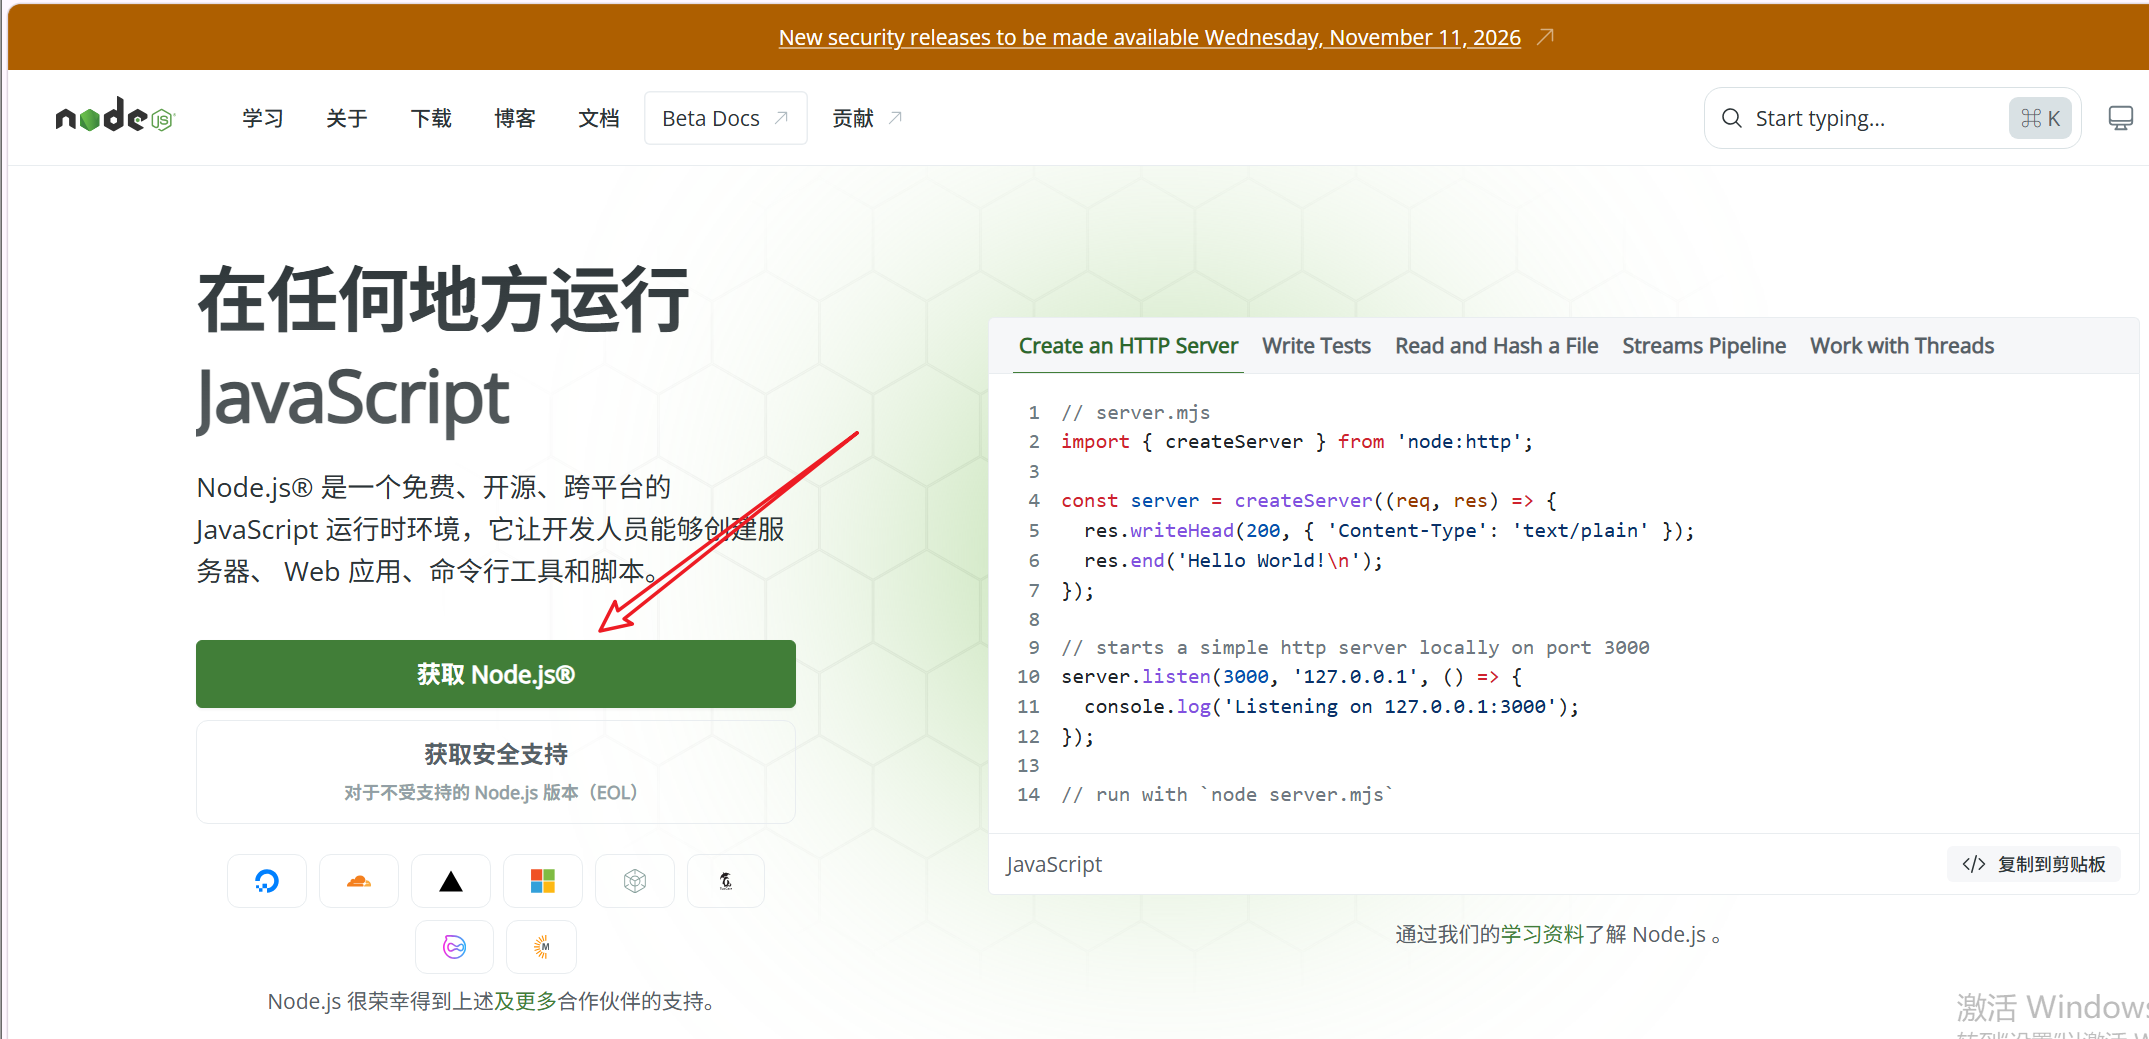 New security releases to be made available Wednesday, November 11, 2026
node js
学习 关于 下载 博客 文档 Beta Docs 贡献 Start typing... ⌘ K
在任何地方运行
JavaScript
Node.js® 是一个免费、开源、跨平台的
JavaScript 运行时环境，它让开发人员能够创建服
务器、 Web 应用、命令行工具和脚本。
获取 Node.js®
获取安全支持
对于不受支持的 Node.js 版本（EOL）
M
Node.js 很荣幸得到上述及更多合作伙伴的支持。
Create an HTTP Server Write Tests Read and Hash a File Streams Pipeline Work with Threads
1 // server.mjs
2 import { createServer } from 'node:http';
3
4 const server = createServer((req, res) => {
5   res.writeHead(200, { 'Content-Type': 'text/plain' });
6   res.end('Hello World!\n');
7 });
8
9 // starts a simple http server locally on port 3000
10 server.listen(3000, '127.0.0.1', () => {
11   console.log('Listening on 127.0.0.1:3000');
12 });
13
14 // run with `node server.mjs`
JavaScript </> 复制到剪贴板
通过我们的学习资料了解 Node.js 。
激活 Windows